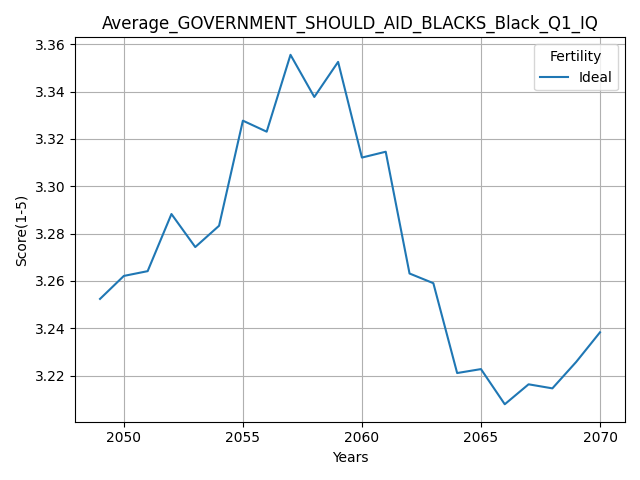 Average_GOVERNMENT_SHOULD_AID_BLACKS_Black_Q1_IQ
Fertility
Ideal
Score(1-5)
3.36
3.34
3.32
3.30
3.28
3.26
3.24
3.22
2050 2055 2060 2065 2070
Years